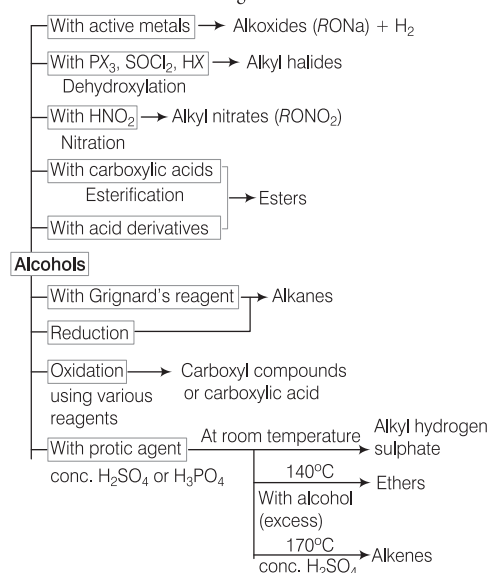 With active metals → Alkoxides (RONa) + H₂
With PX₃, SOCl₂, HX → Alkyl halides
Dehydroxylation
With HNO₂ → Alkyl nitrates (RONO₂)
Nitration
With carboxylic acids
Esterification
→ Esters
With acid derivatives
Alcohols
With Grignard's reagent → Alkanes
Reduction
Oxidation → Carboxyl compounds
or carboxylic acid
using various
reagents
With protic agent
conc. H₂SO₄ or H₃PO₄
At room temperature → Alkyl hydrogen
sulphate
140°C → Ethers
With alcohol
(excess)
170°C → Alkenes
conc. H₂SO₄